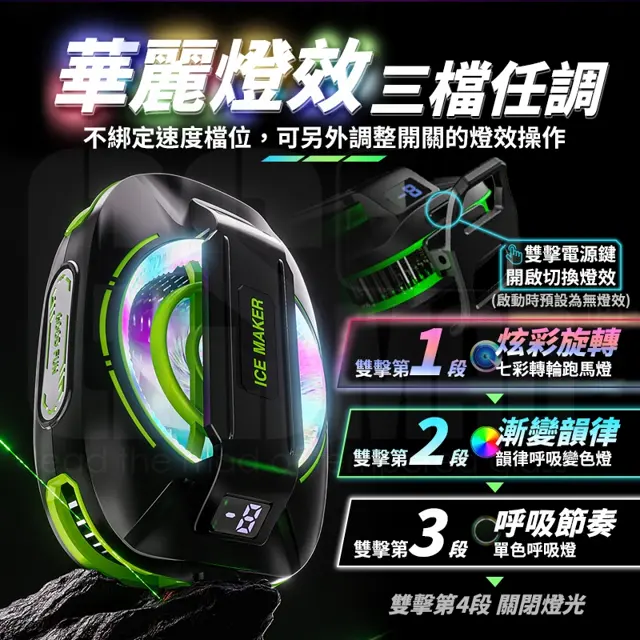 華麗燈效 三檔任調
不綁定速度檔位，可另外調整開關的燈效操作
雙擊電源鍵
開啟切換燈效
(啟動時預設為無燈效)
ICE MAKER
雙擊第1段 炫彩旋轉
七彩轉輪跑馬燈
雙擊第2段 漸變韻律
韻律呼吸變色燈
雙擊第3段 呼吸節奏
單色呼吸燈
雙擊第4段 關閉燈光